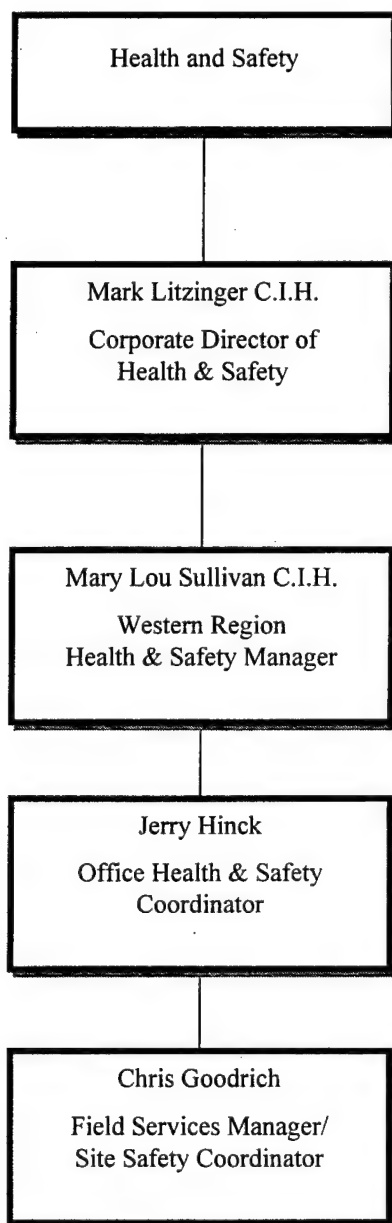 Health and Safety
Mark Litzinger C.I.H.
Corporate Director of
Health & Safety
Mary Lou Sullivan C.I.H.
Western Region
Health & Safety Manager
Jerry Hinck
Office Health & Safety
Coordinator
Chris Goodrich
Field Services Manager/
Site Safety Coordinator